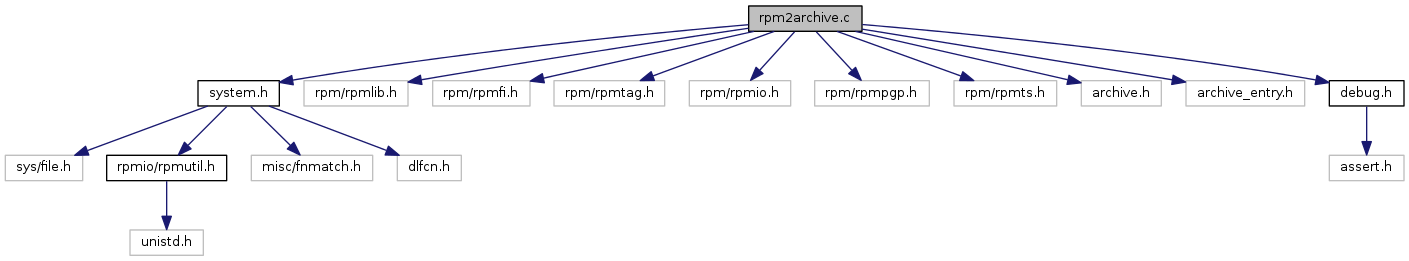 rpm2archive.c
system.h
rpm/rpmlib.h
rpm/rpmfi.h
rpm/rpmtag.h
rpm/rpmio.h
rpm/rpmpgp.h
rpm/rpmts.h
archive.h
archive_entry.h
debug.h
sys/file.h
rpmio/rpmutil.h
misc/fnmatch.h
dlfcn.h
assert.h
unistd.h